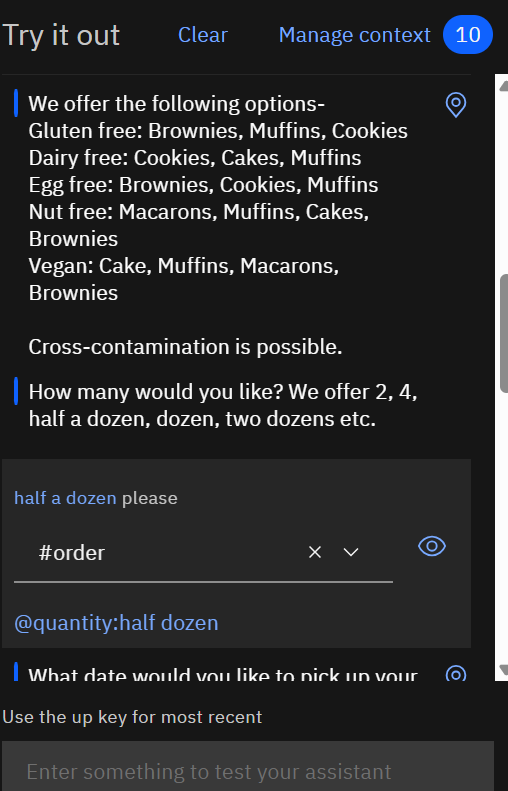 Try it out
Clear
Manage context
10
We offer the following options-
Gluten free: Brownies, Muffins, Cookies
Dairy free: Cookies, Cakes, Muffins
Egg free: Brownies, Cookies, Muffins
Nut free: Macarons, Muffins, Cakes,
Brownies
Vegan: Cake, Muffins, Macarons,
Brownies
Cross-contamination is possible.
How many would you like? We offer 2, 4,
half a dozen, dozen, two dozens etc.
half a dozen please
#order
@quantity:half dozen
What date would you like to pick up your
Use the up key for most recent
Enter something to test your assistant